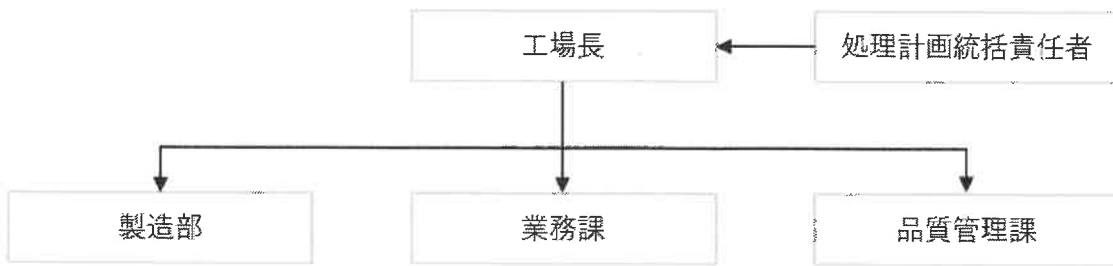 工場長
処理計画統括責任者
製造部
業務課
品質管理課